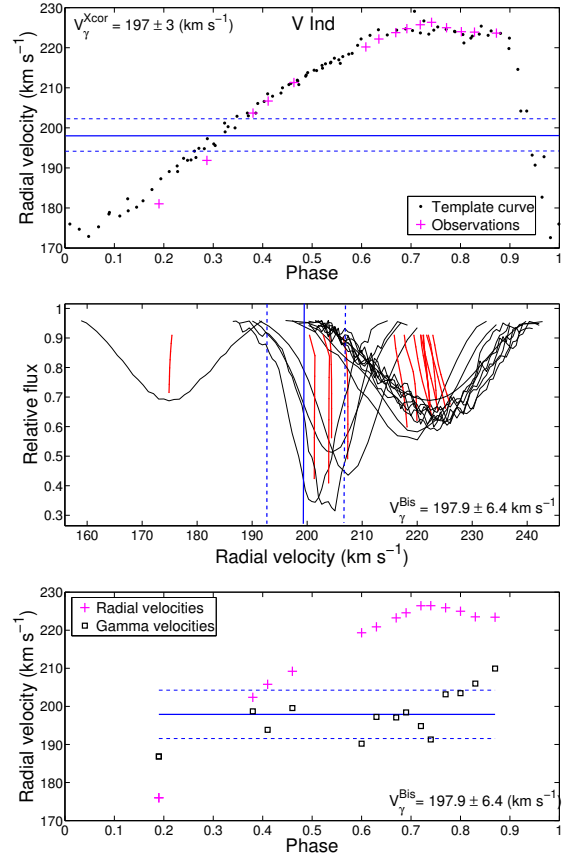 V_γ^Xcor = 197 ± 3 (km s⁻¹)
V Ind
230
220
210
200
190
180
170
Radial velocity (km s⁻¹)
Template curve
Observations
0 0.1 0.2 0.3 0.4 0.5 0.6 0.7 0.8 0.9 1
Phase
1
0.9
0.8
0.7
0.6
0.5
0.4
0.3
Relative flux
V_γ^Bis = 197.9 ± 6.4 km s⁻¹
160 170 180 190 200 210 220 230 240
Radial velocity (km s⁻¹)
230
220
210
200
190
180
170
Radial velocity (km s⁻¹)
Radial velocities
Gamma velocities
V_γ^Bis = 197.9 ± 6.4 (km s⁻¹)
0 0.1 0.2 0.3 0.4 0.5 0.6 0.7 0.8 0.9 1
Phase